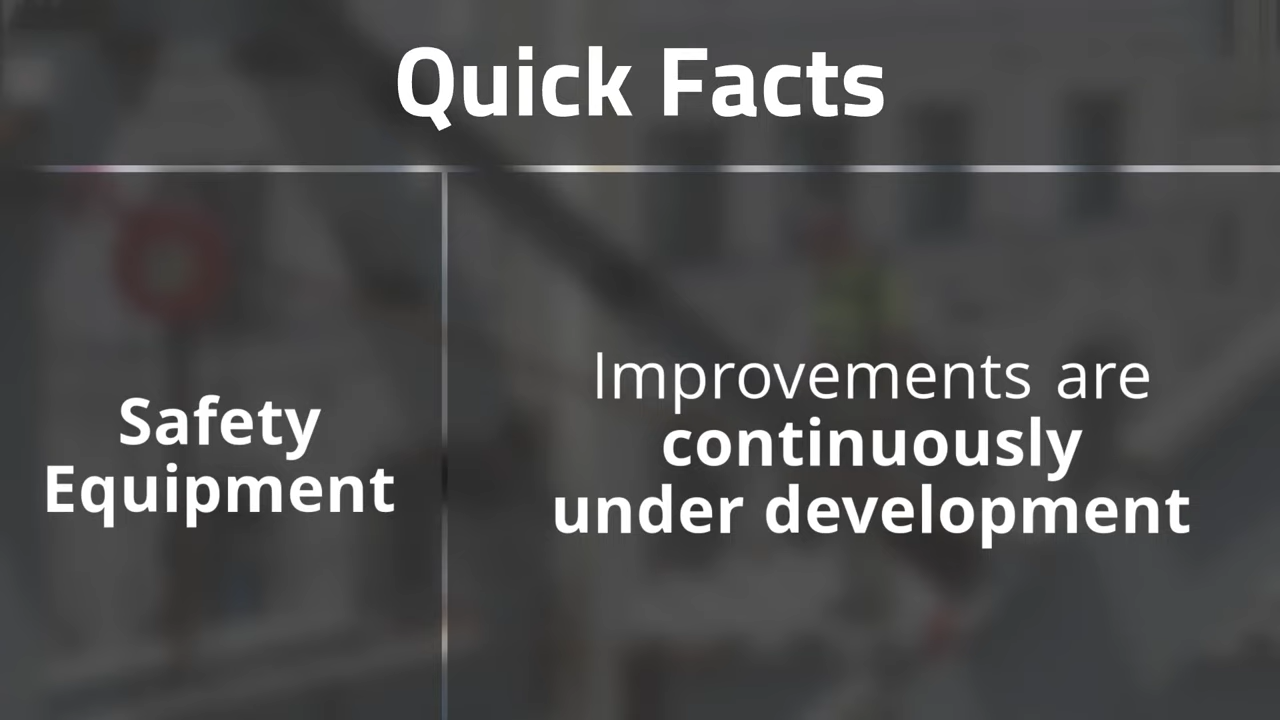 Quick Facts
Safety
Equipment
Improvements are
continuously
under development